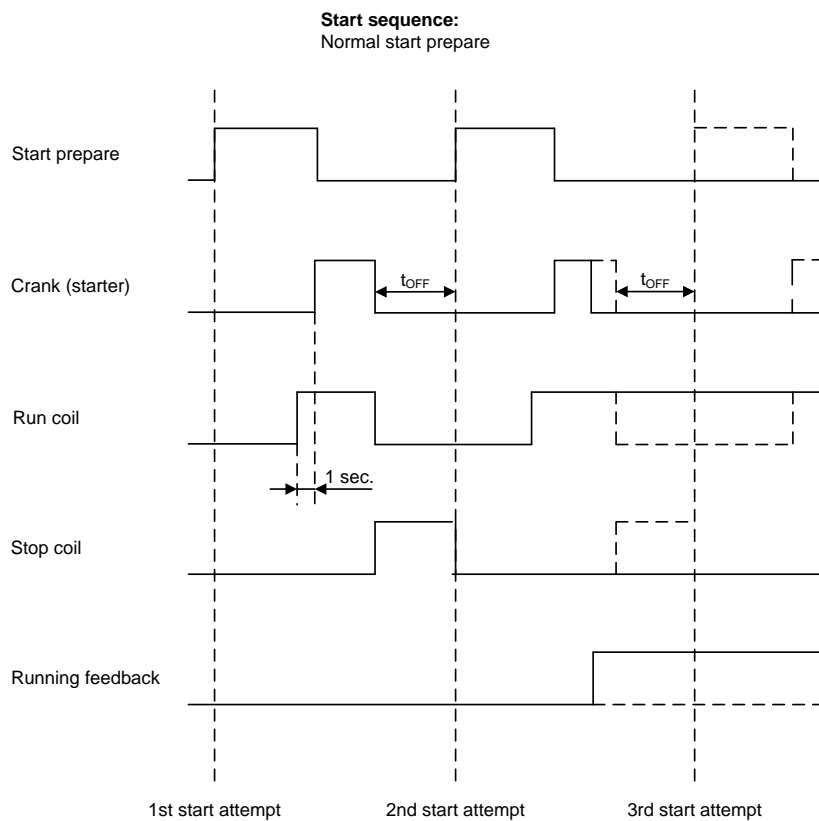 Start sequence:
Normal start prepare
Start prepare
Crank (starter)
tOFF
tOFF
Run coil
1 sec.
Stop coil
Running feedback
1st start attempt
2nd start attempt
3rd start attempt